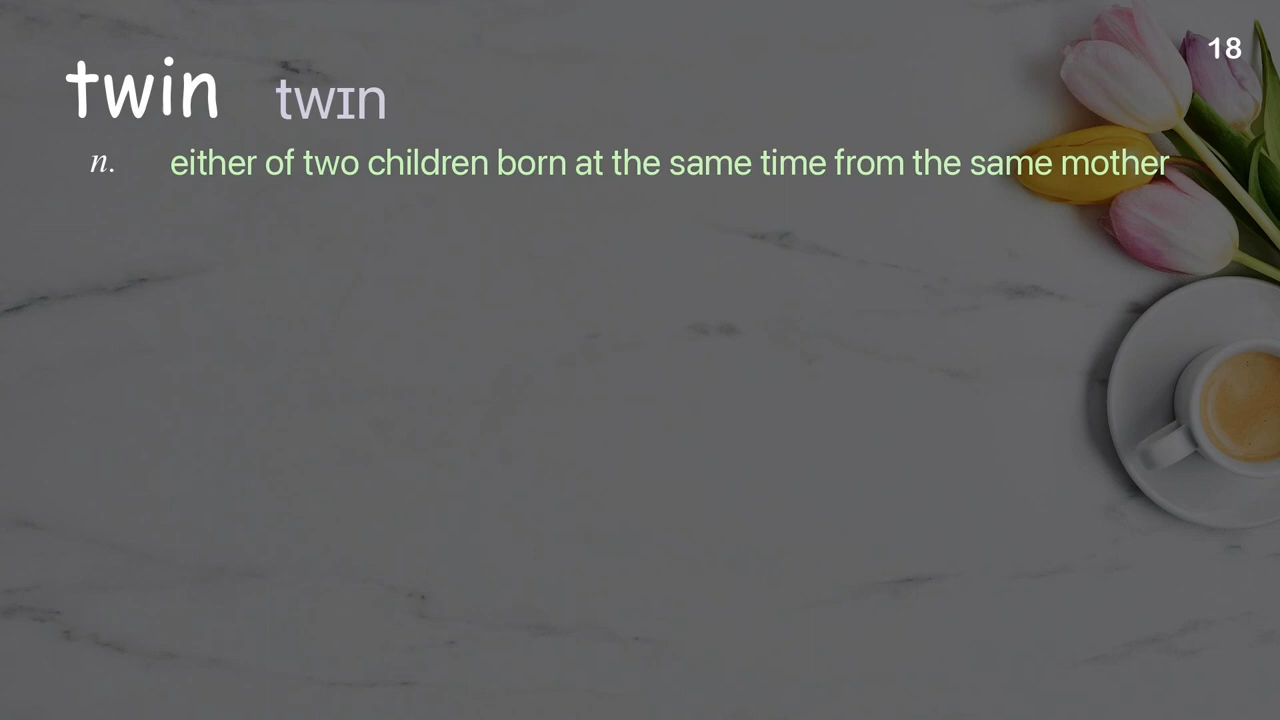 18
twin twɪn
n. either of two children born at the same time from the same mother